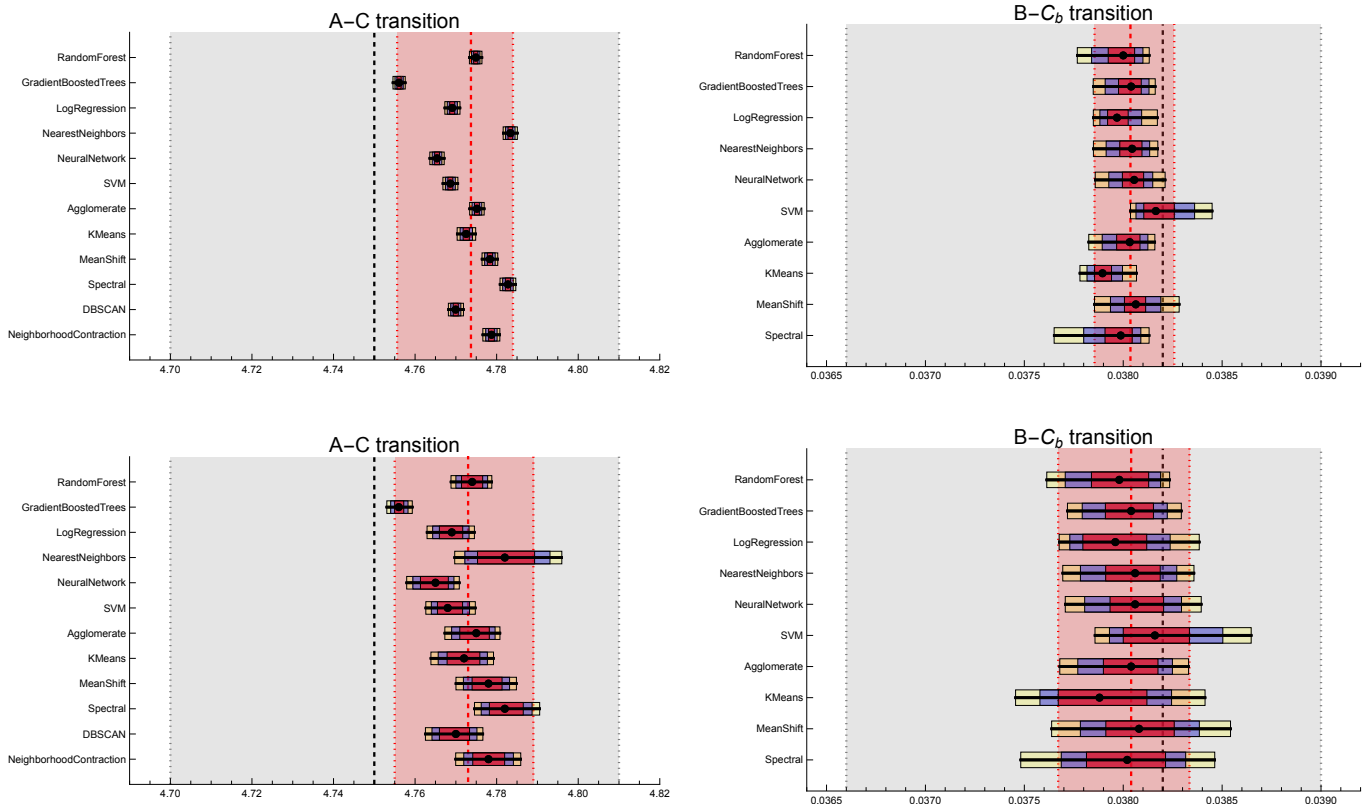 A−C transition
RandomForest
GradientBoostedTrees
LogRegression
NearestNeighbors
NeuralNetwork
SVM
Agglomerate
KMeans
MeanShift
Spectral
DBSCAN
NeighborhoodContraction
4.70 4.72 4.74 4.76 4.78 4.80 4.82
B−C_b transition
RandomForest
GradientBoostedTrees
LogRegression
NearestNeighbors
NeuralNetwork
SVM
Agglomerate
KMeans
MeanShift
Spectral
0.0365 0.0370 0.0375 0.0380 0.0385 0.0390
A−C transition
RandomForest
GradientBoostedTrees
LogRegression
NearestNeighbors
NeuralNetwork
SVM
Agglomerate
KMeans
MeanShift
Spectral
DBSCAN
NeighborhoodContraction
4.70 4.72 4.74 4.76 4.78 4.80 4.82
B−C_b transition
RandomForest
GradientBoostedTrees
LogRegression
NearestNeighbors
NeuralNetwork
SVM
Agglomerate
KMeans
MeanShift
Spectral
0.0365 0.0370 0.0375 0.0380 0.0385 0.0390